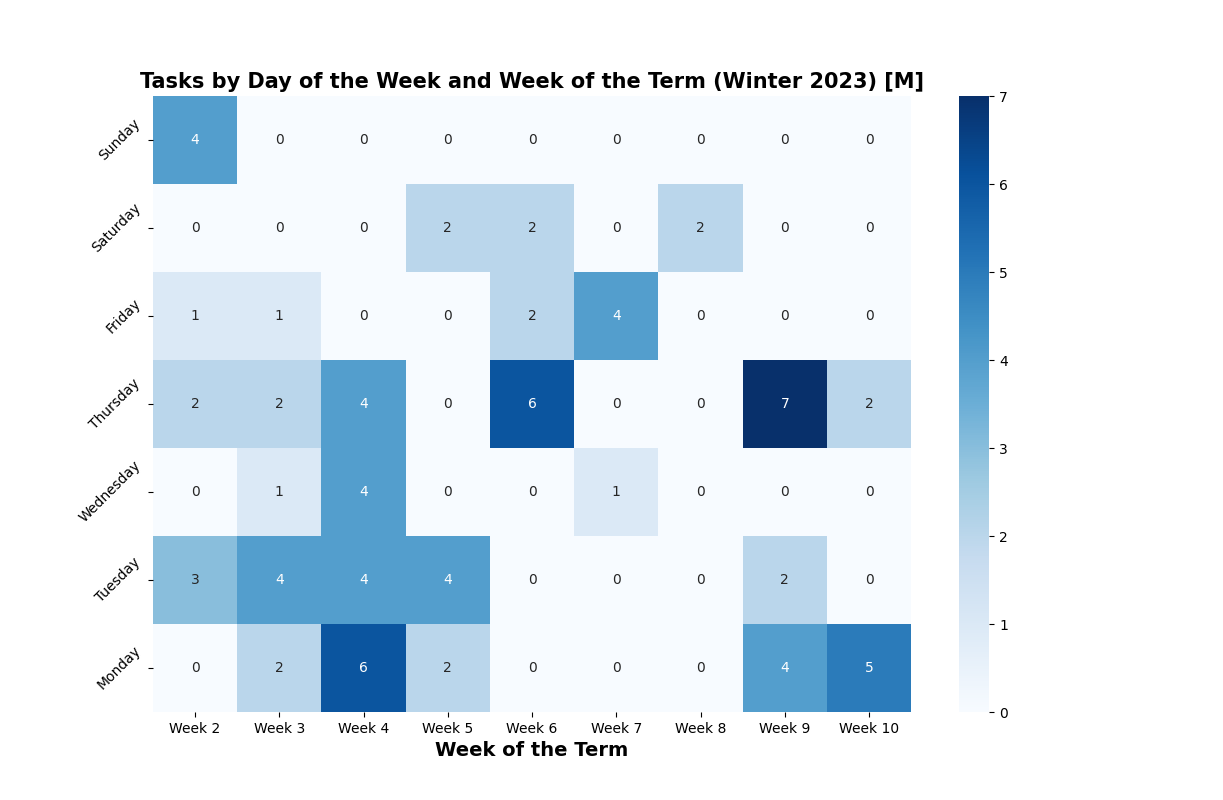 Tasks by Day of the Week and Week of the Term (Winter 2023) [M]
Sunday 4 0 0 0 0 0 0 0 0
Saturday 0 0 0 2 2 0 2 0 0
Friday 1 1 0 0 2 4 0 0 0
Thursday 2 2 4 0 6 0 0 7 2
Wednesday 0 1 4 0 0 1 0 0 0
Tuesday 3 4 4 4 0 0 0 2 0
Monday 0 2 6 2 0 0 0 4 5
Week 2 Week 3 Week 4 Week 5 Week 6 Week 7 Week 8 Week 9 Week 10
Week of the Term
7
6
5
4
3
2
1
0